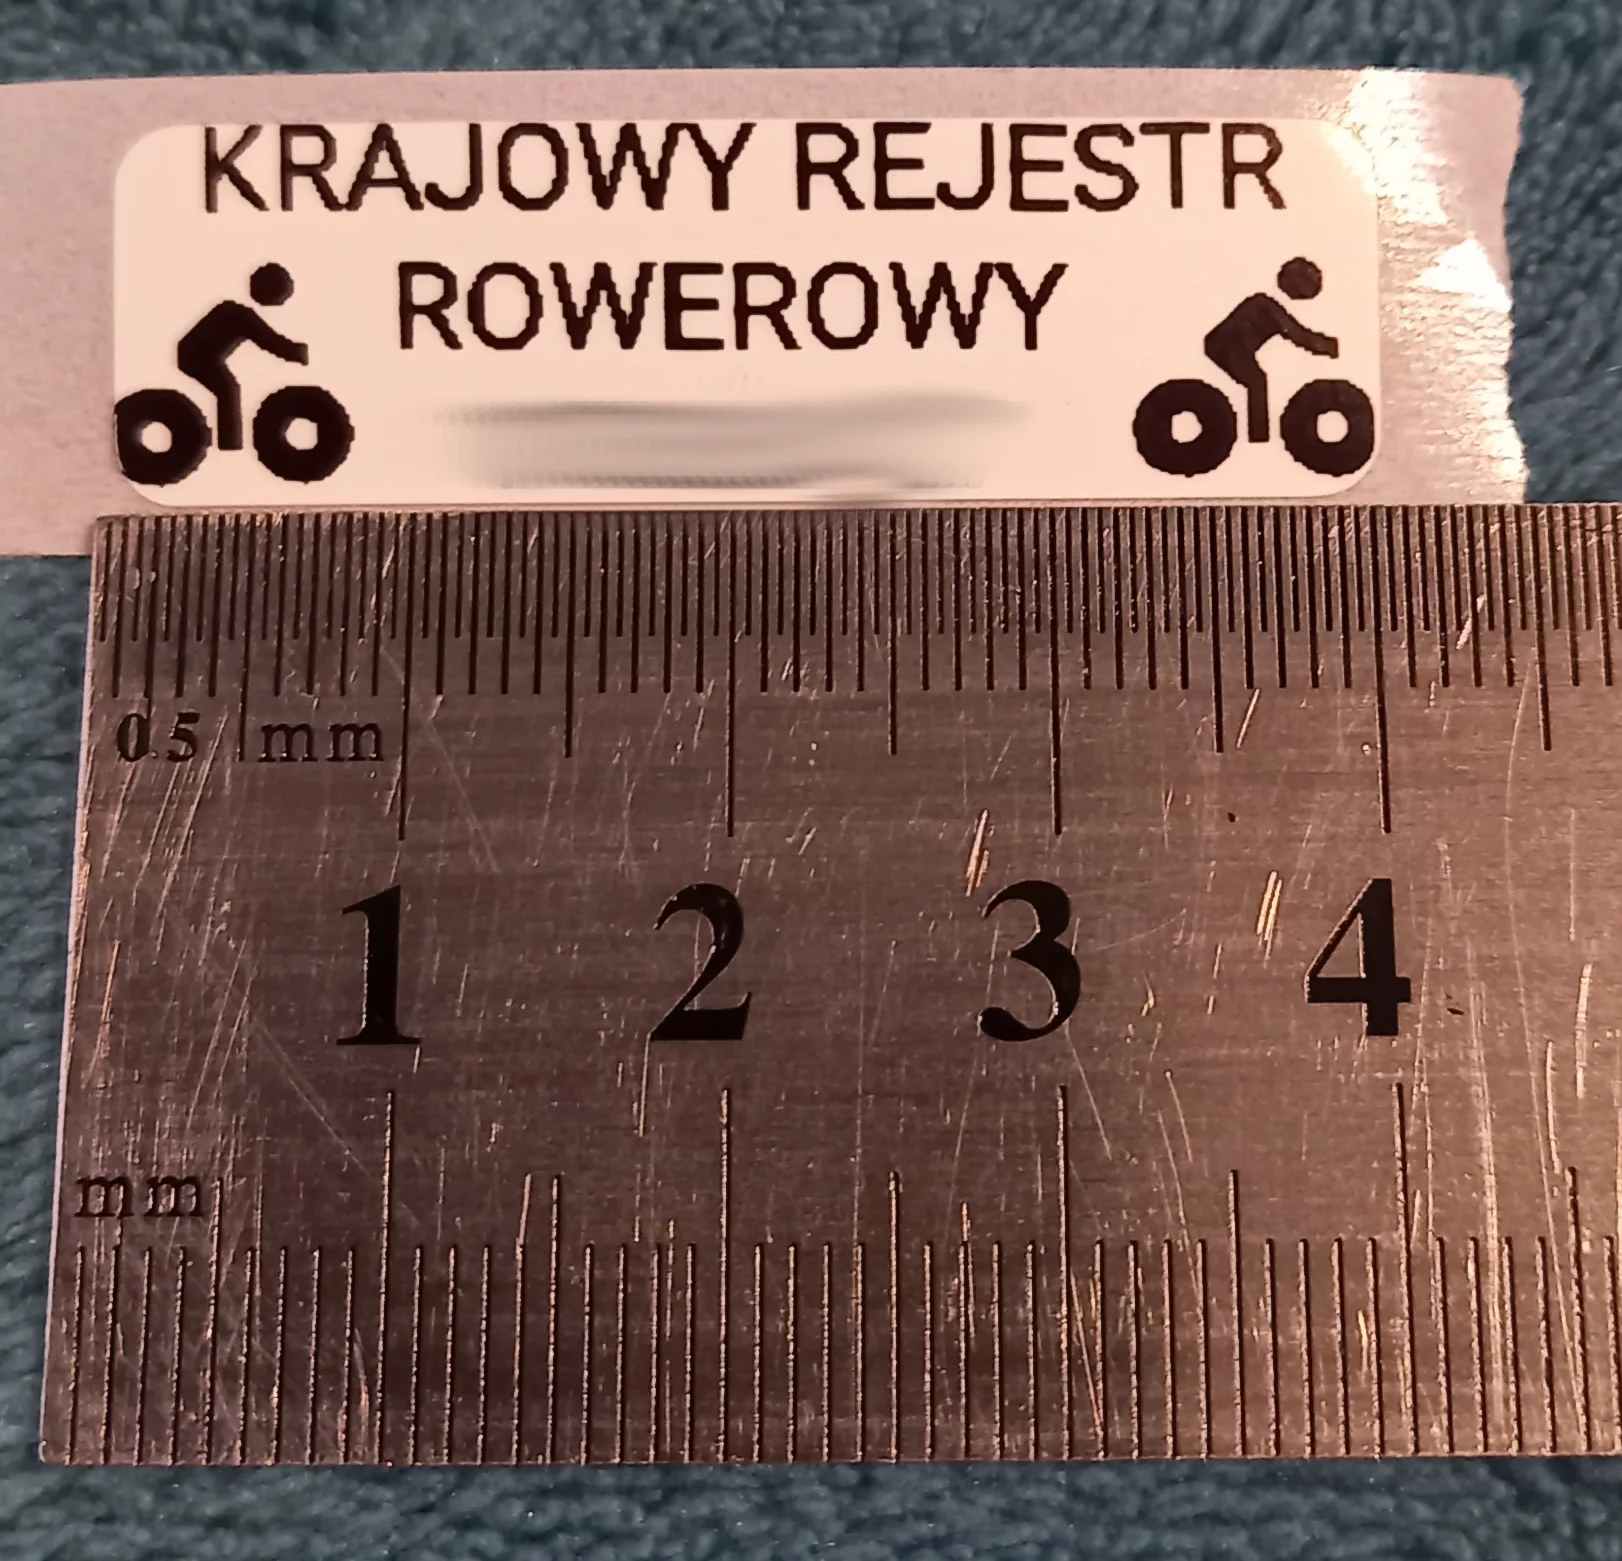 KRAJOWY REJESTR
ROWEROWY
0.5 mm
1 2 3 4
mm